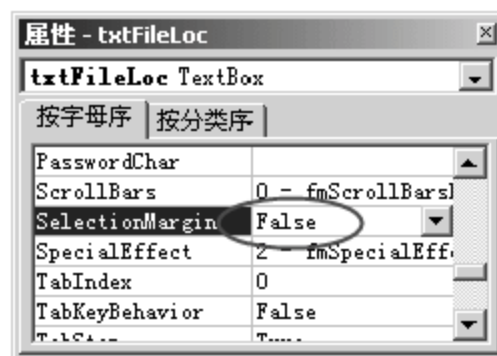 属性 - txtFileLoc
txtFileLoc TextBox
按字母序 按分类序
PasswordChar
ScrollBars 0 - fmScrollBars
SelectionMargin False
SpecialEffect 2 - fmSpecialEff
TabIndex 0
TabKeyBehavior False